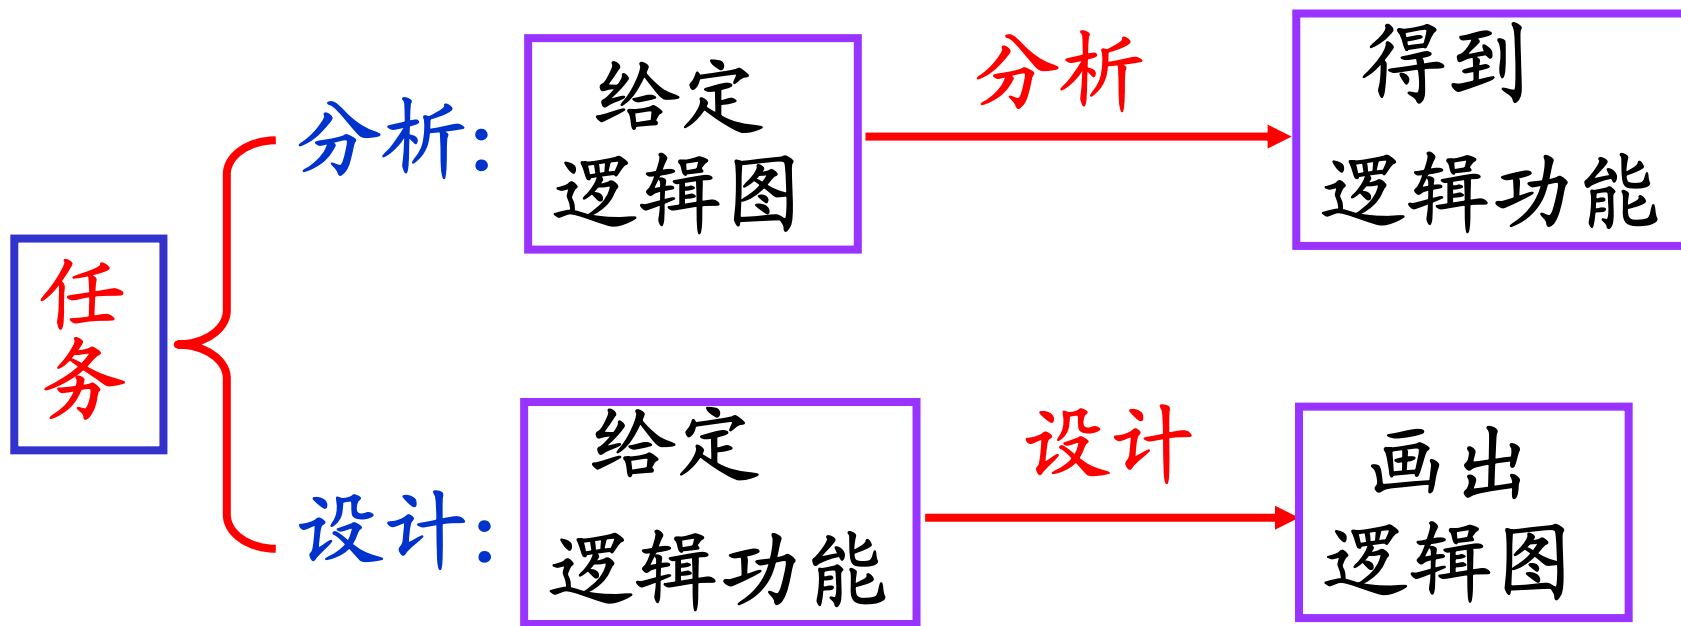 任
务
分析:
给定
逻辑图
分析
得到
逻辑功能
设计:
给定
逻辑功能
设计
画出
逻辑图